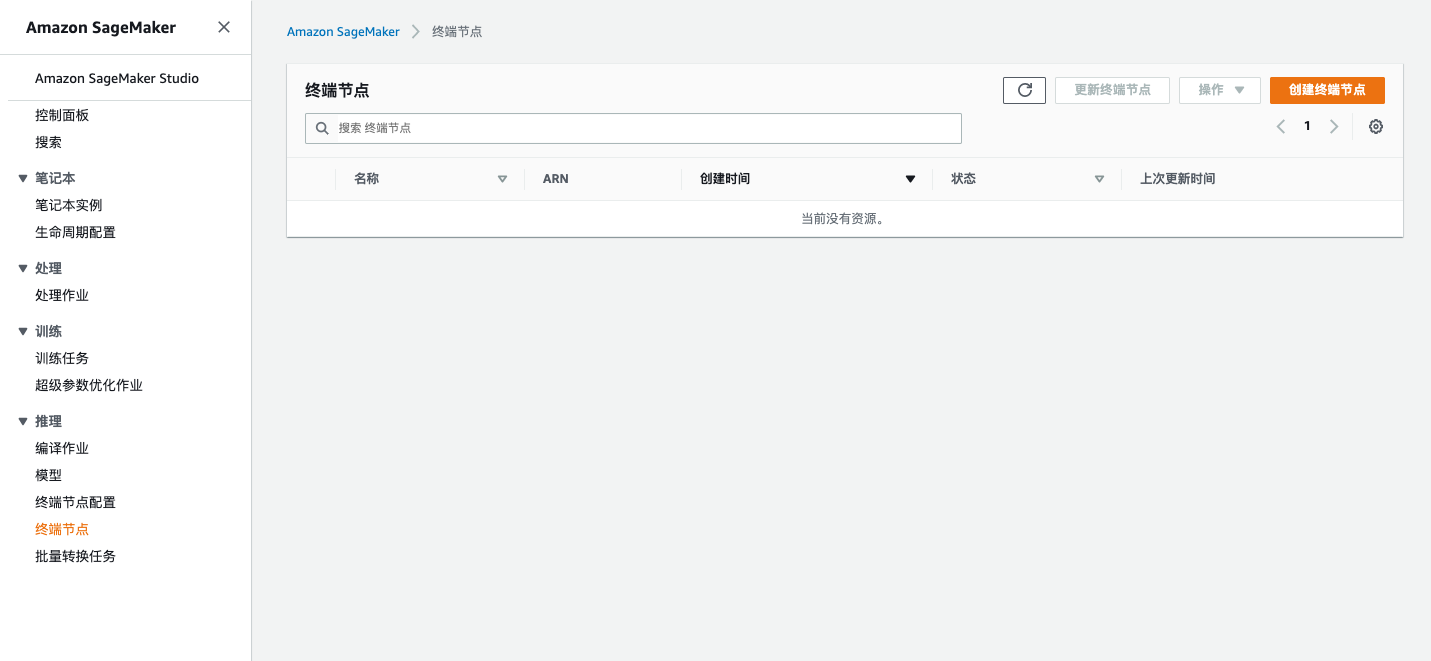 Amazon SageMaker
Amazon SageMaker Studio
控制面板
搜索
笔记本
笔记本实例
生命周期配置
处理
处理作业
训练
训练任务
超级参数优化作业
推理
编译作业
模型
终端节点配置
终端节点
批量转换任务
Amazon SageMaker 终端节点
终端节点 更新终端节点 操作 创建终端节点
搜索 终端节点 1
名称 ARN 创建时间 状态 上次更新时间
当前没有资源。